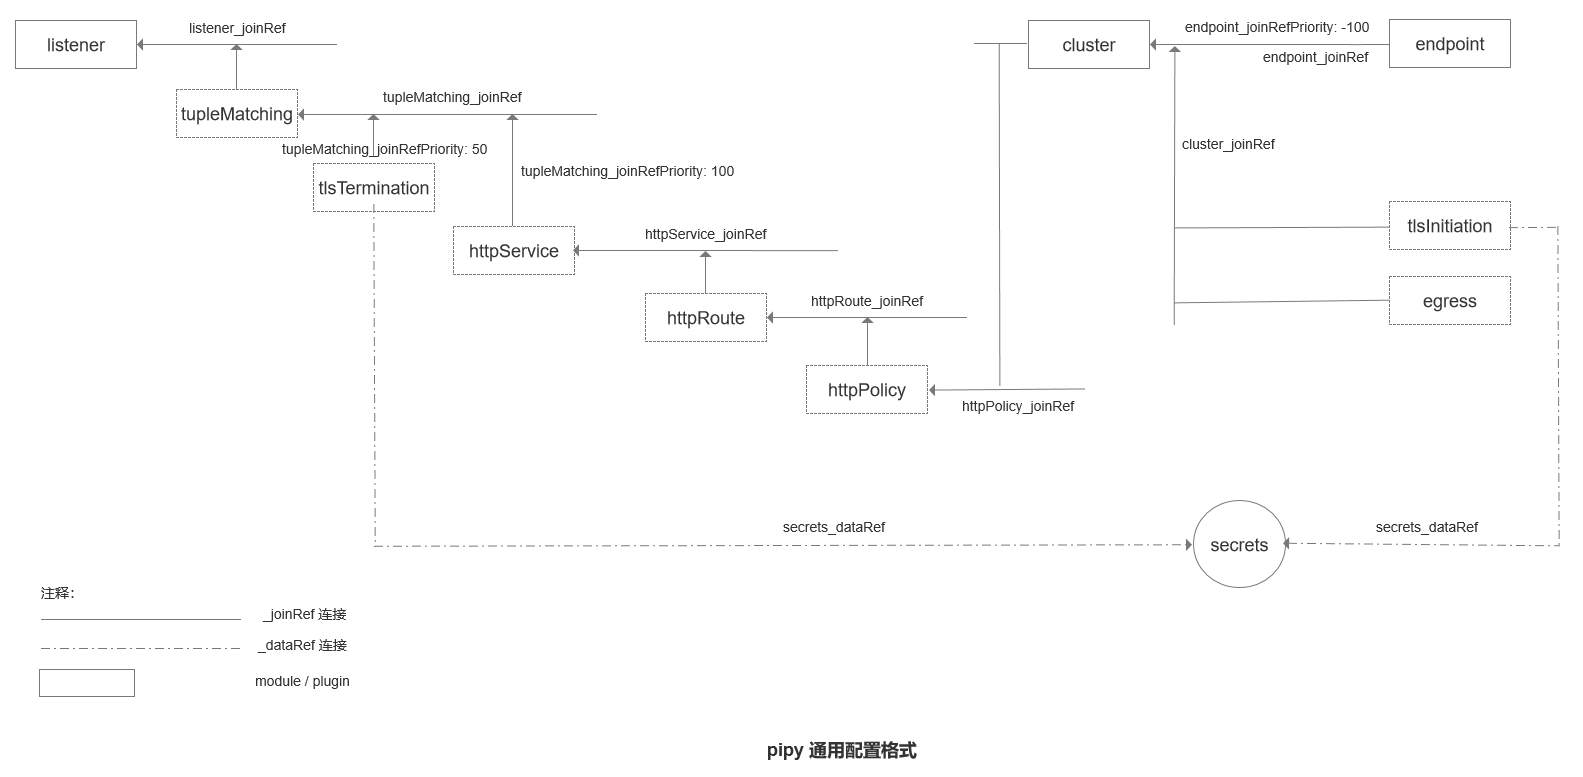 listener_joinRef
listener
endpoint_joinRefPriority: -100
cluster
endpoint
endpoint_joinRef
tupleMatching_joinRef
tupleMatching
tupleMatching_joinRefPriority: 50
cluster_joinRef
tupleMatching_joinRefPriority: 100
tlsTermination
httpService_joinRef
tlsInitiation
httpService
httpRoute_joinRef
egress
httpRoute
httpPolicy
httpPolicy_joinRef
secrets_dataRef
secrets_dataRef
secrets
注释：
_joinRef 连接
_dataRef 连接
module / plugin
pipy 通用配置格式